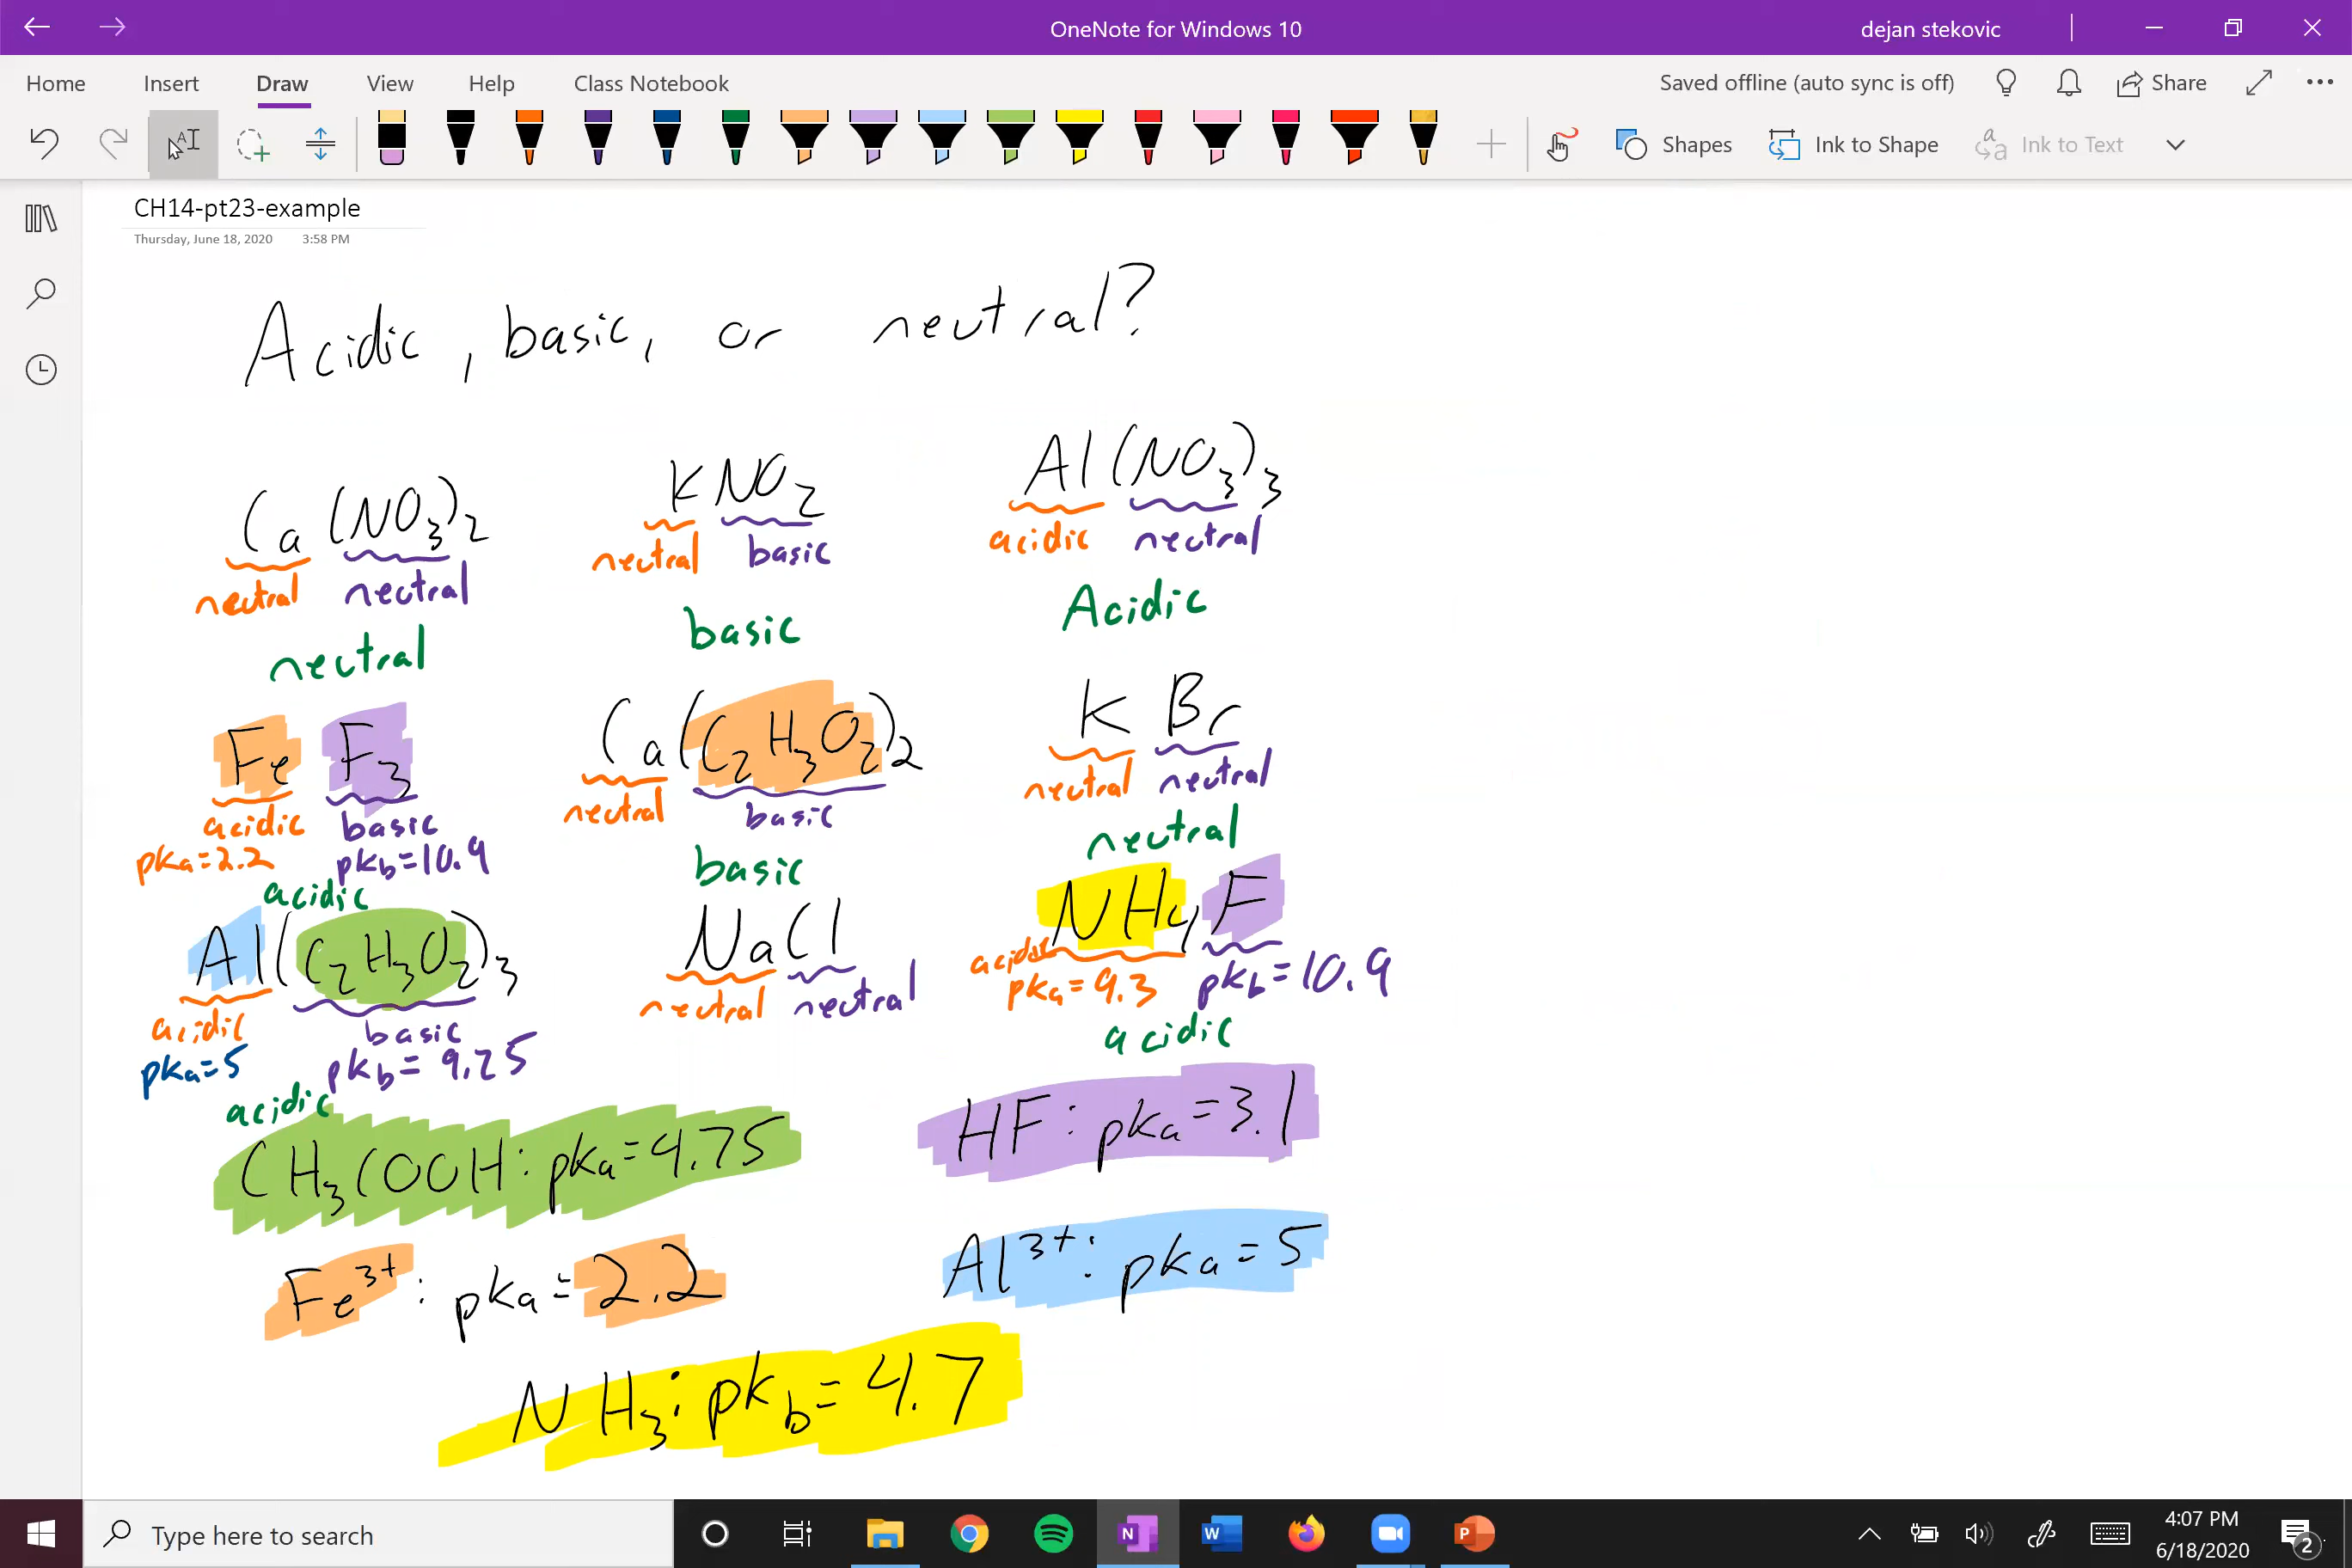 OneNote for Windows 10
dejan stekovic
Home Insert Draw View Help Class Notebook
Saved offline (auto sync is off) Share
Shapes Ink to Shape Ink to Text
CH14-pt23-example
Thursday, June 18, 2020 3:58 PM
Acidic, basic, or neutral?
Ca(NO3)2 KNO2 Al(NO3)3
neutral neutral neutral basic acidic neutral
neutral basic Acidic
FeF3 Ca(C2H3O2)2 KBr
acidic basic neutral basic neutral neutral
pka=2.2 pkb=10.9
acidic basic neutral
Al(C2H3O2)3 NaCl NH4F
acidic basic neutral neutral acidic
pka=5 pkb=9.25 pka=9.3 pkb=10.9
acidic acidic
CH3COOH: pka=4.75 HF: pka=3.1
Fe3+: pka=2.2 Al3+: pka=5
NH3: pkb=4.7
Type here to search
4:07 PM
6/18/2020
2